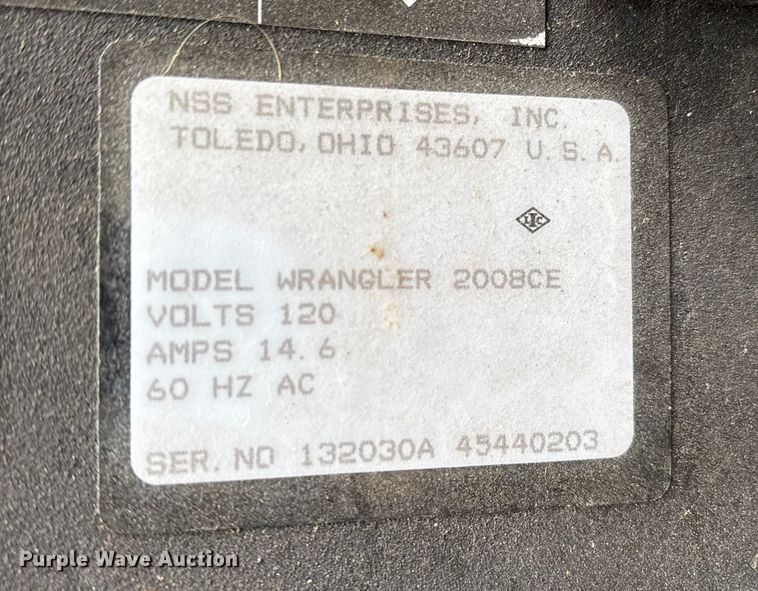 NSS ENTERPRISES, INC.
TOLEDO, OHIO 43607 U.S.A.
LIC
MODEL WRANGLER 2008CE
VOLTS 120
AMPS 14.6
60 HZ AC
SER.NO 132030A 45440203
Purple Wave Auction